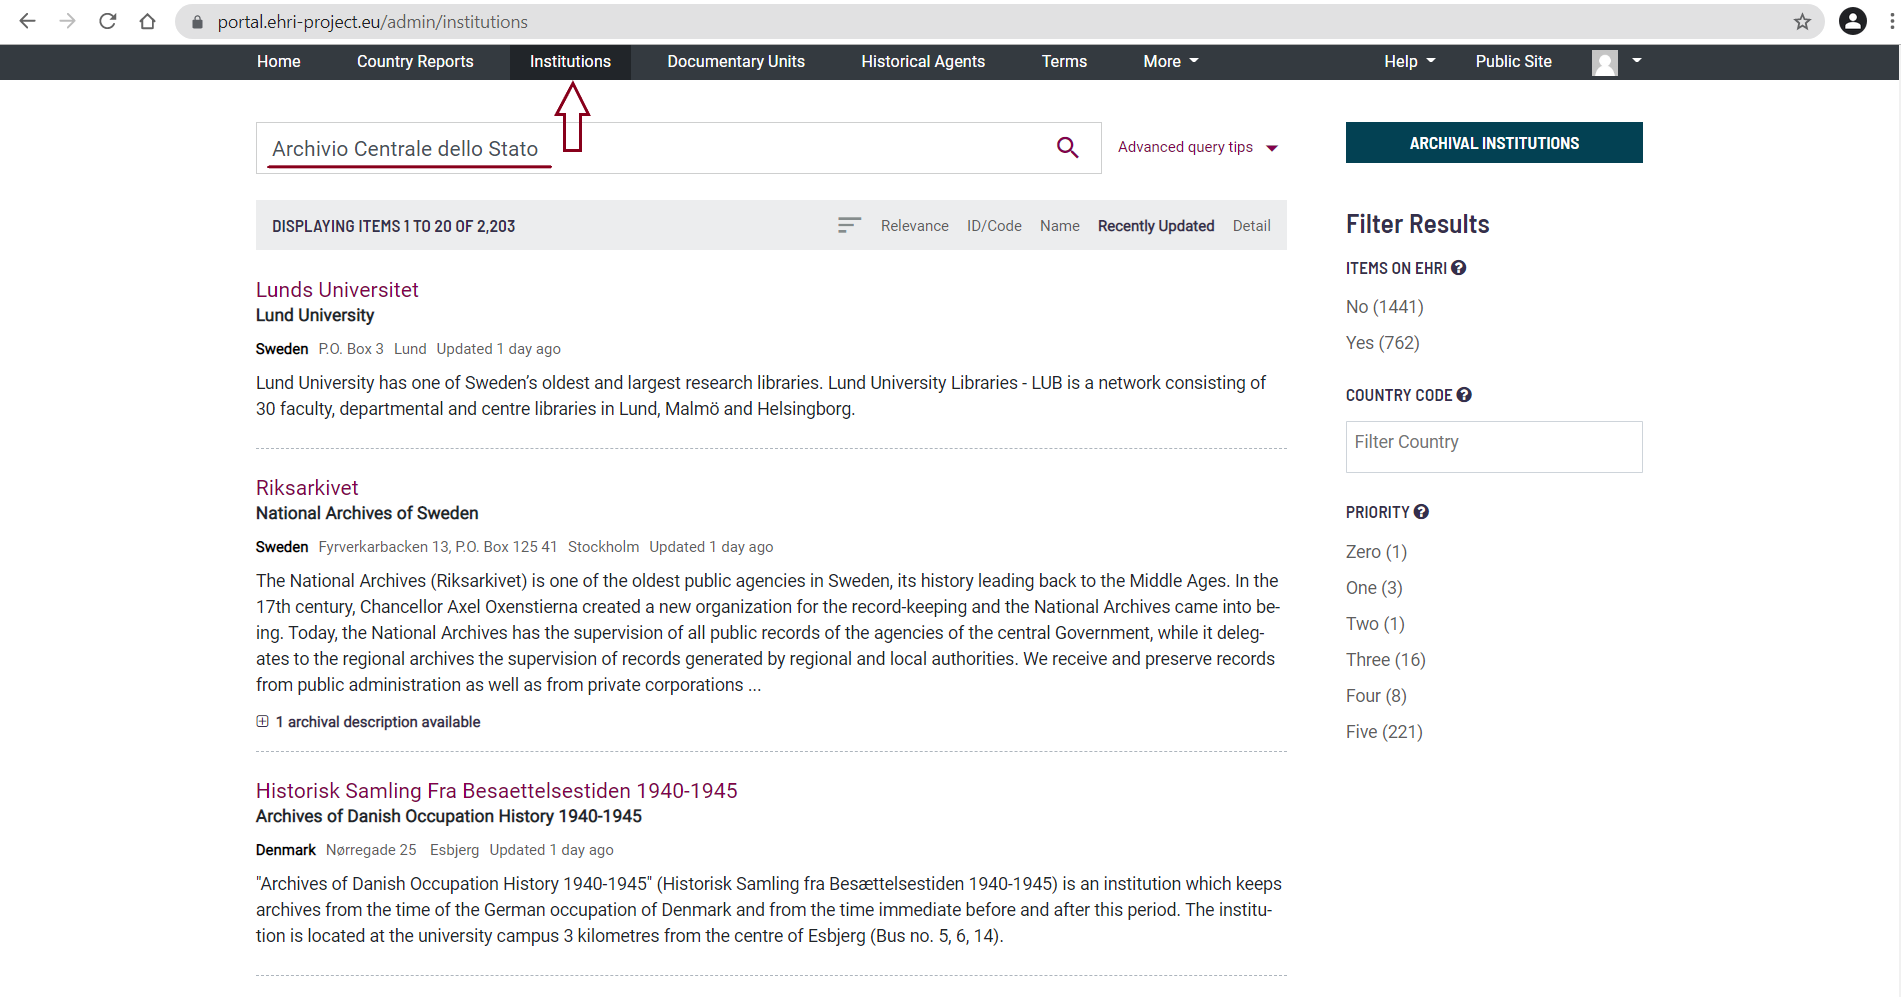 portal.ehri-project.eu/admin/institutions
Home Country Reports Institutions Documentary Units Historical Agents Terms More Help Public Site
Archivio Centrale dello Stato
Advanced query tips
ARCHIVAL INSTITUTIONS
DISPLAYING ITEMS 1 TO 20 OF 2,203
Relevance ID/Code Name Recently Updated Detail
Lunds Universitet
Lund University
Sweden P.O. Box 3 Lund Updated 1 day ago
Lund University has one of Sweden’s oldest and largest research libraries. Lund University Libraries - LUB is a network consisting of
30 faculty, departmental and centre libraries in Lund, Malmö and Helsingborg.
Riksarkivet
National Archives of Sweden
Sweden Fyrverkarbacken 13, P.O. Box 125 41 Stockholm Updated 1 day ago
The National Archives (Riksarkivet) is one of the oldest public agencies in Sweden, its history leading back to the Middle Ages. In the
17th century, Chancellor Axel Oxenstierna created a new organization for the record-keeping and the National Archives came into be-
ing. Today, the National Archives has the supervision of all public records of the agencies of the central Government, while it deleg-
ates to the regional archives the supervision of records generated by regional and local authorities. We receive and preserve records
from public administration as well as from private corporations ...
1 archival description available
Historisk Samling Fra Besaettelsestiden 1940-1945
Archives of Danish Occupation History 1940-1945
Denmark Nørregade 25 Esbjerg Updated 1 day ago
"Archives of Danish Occupation History 1940-1945" (Historisk Samling fra Besættelsestiden 1940-1945) is an institution which keeps
archives from the time of the German occupation of Denmark and from the time immediate before and after this period. The institu-
tion is located at the university campus 3 kilometres from the centre of Esbjerg (Bus no. 5, 6, 14).
Filter Results
ITEMS ON EHRI
No (1441)
Yes (762)
COUNTRY CODE
Filter Country
PRIORITY
Zero (1)
One (3)
Two (1)
Three (16)
Four (8)
Five (221)